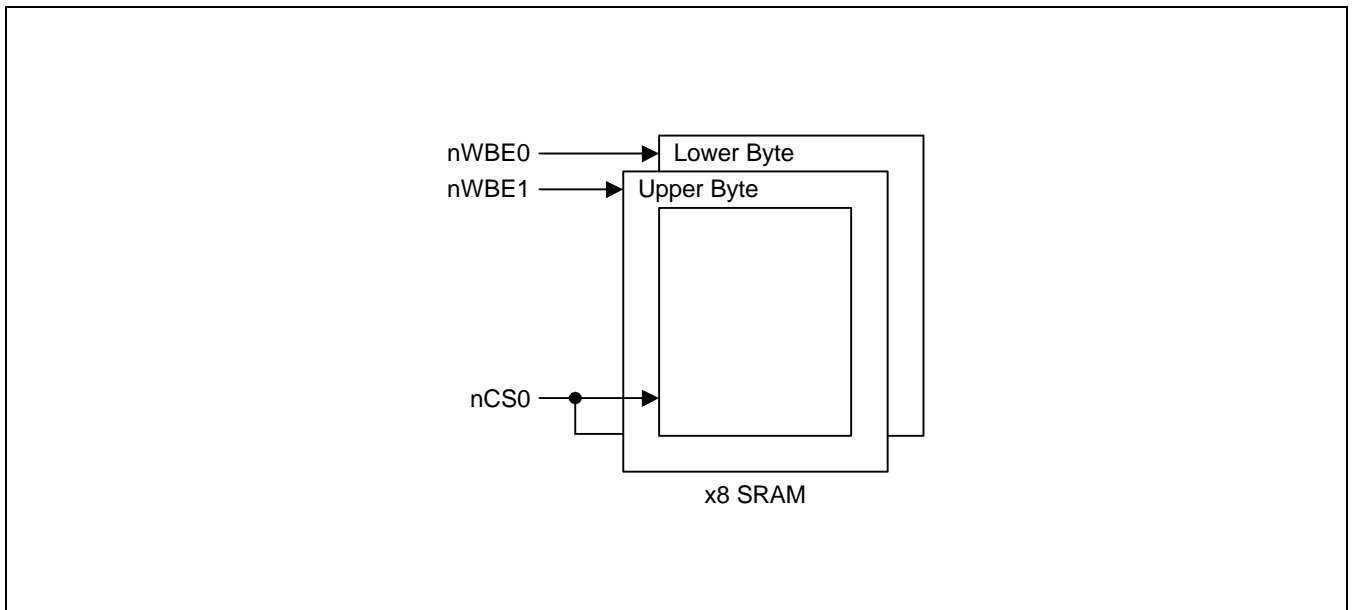 nWBE0
Lower Byte
nWBE1
Upper Byte
nCS0
x8 SRAM